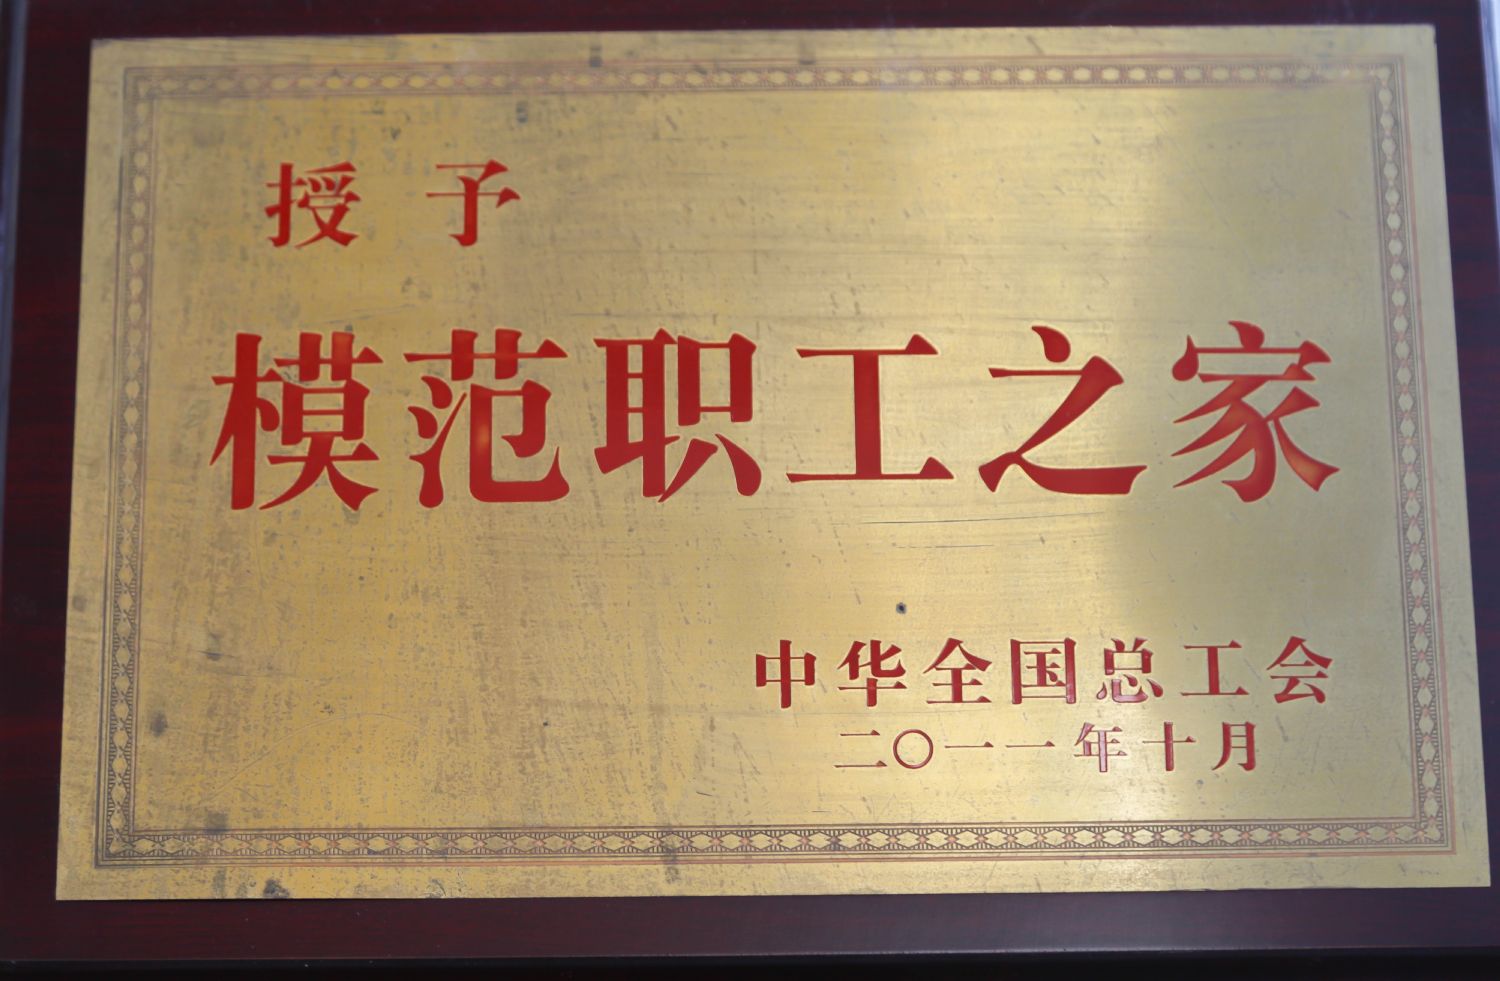 授予
模范职工之家
中华全国总工会
二〇一一年十月